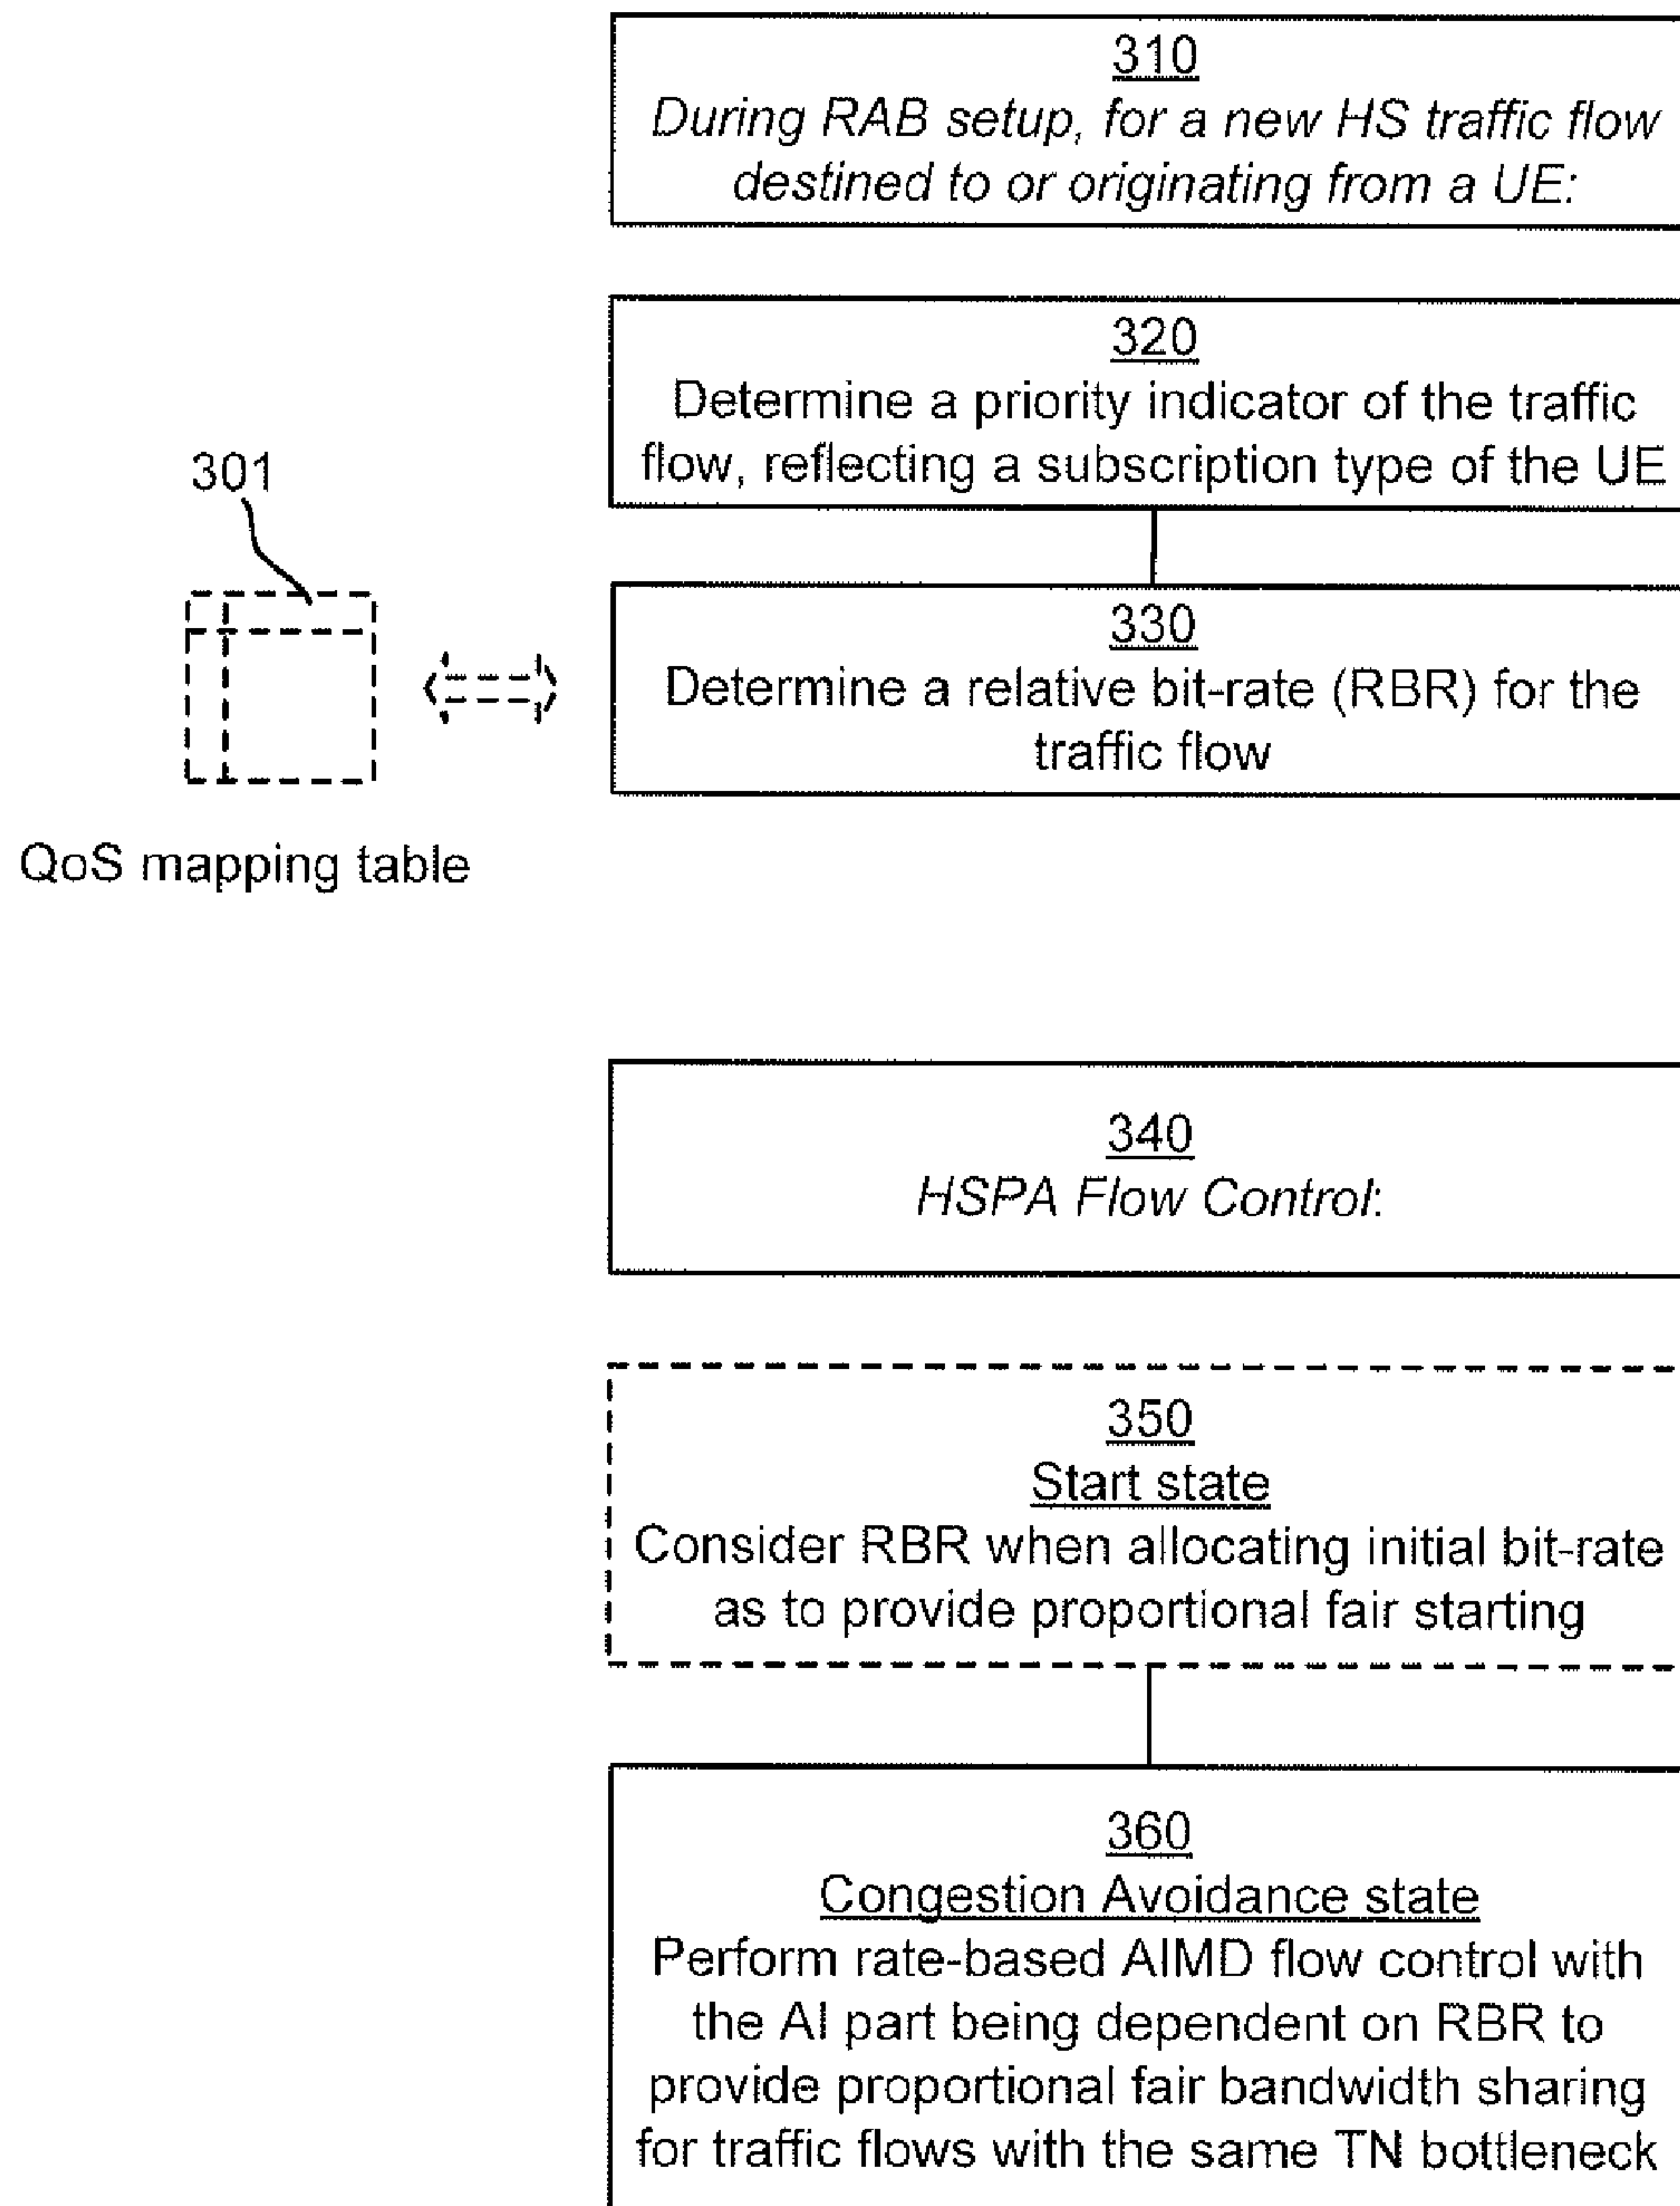 310
During RAB setup, for a new HS traffic flow
destined to or originating from a UE:
320
Determine a priority indicator of the traffic
flow, reflecting a subscription type of the UE
301
330
Determine a relative bit-rate (RBR) for the
traffic flow
QoS mapping table
340
HSPA Flow Control:
350
Start state
Consider RBR when allocating initial bit-rate
as to provide proportional fair starting
360
Congestion Avoidance state
Perform rate-based AIMD flow control with
the AI part being dependent on RBR to
provide proportional fair bandwidth sharing
for traffic flows with the same TN bottleneck